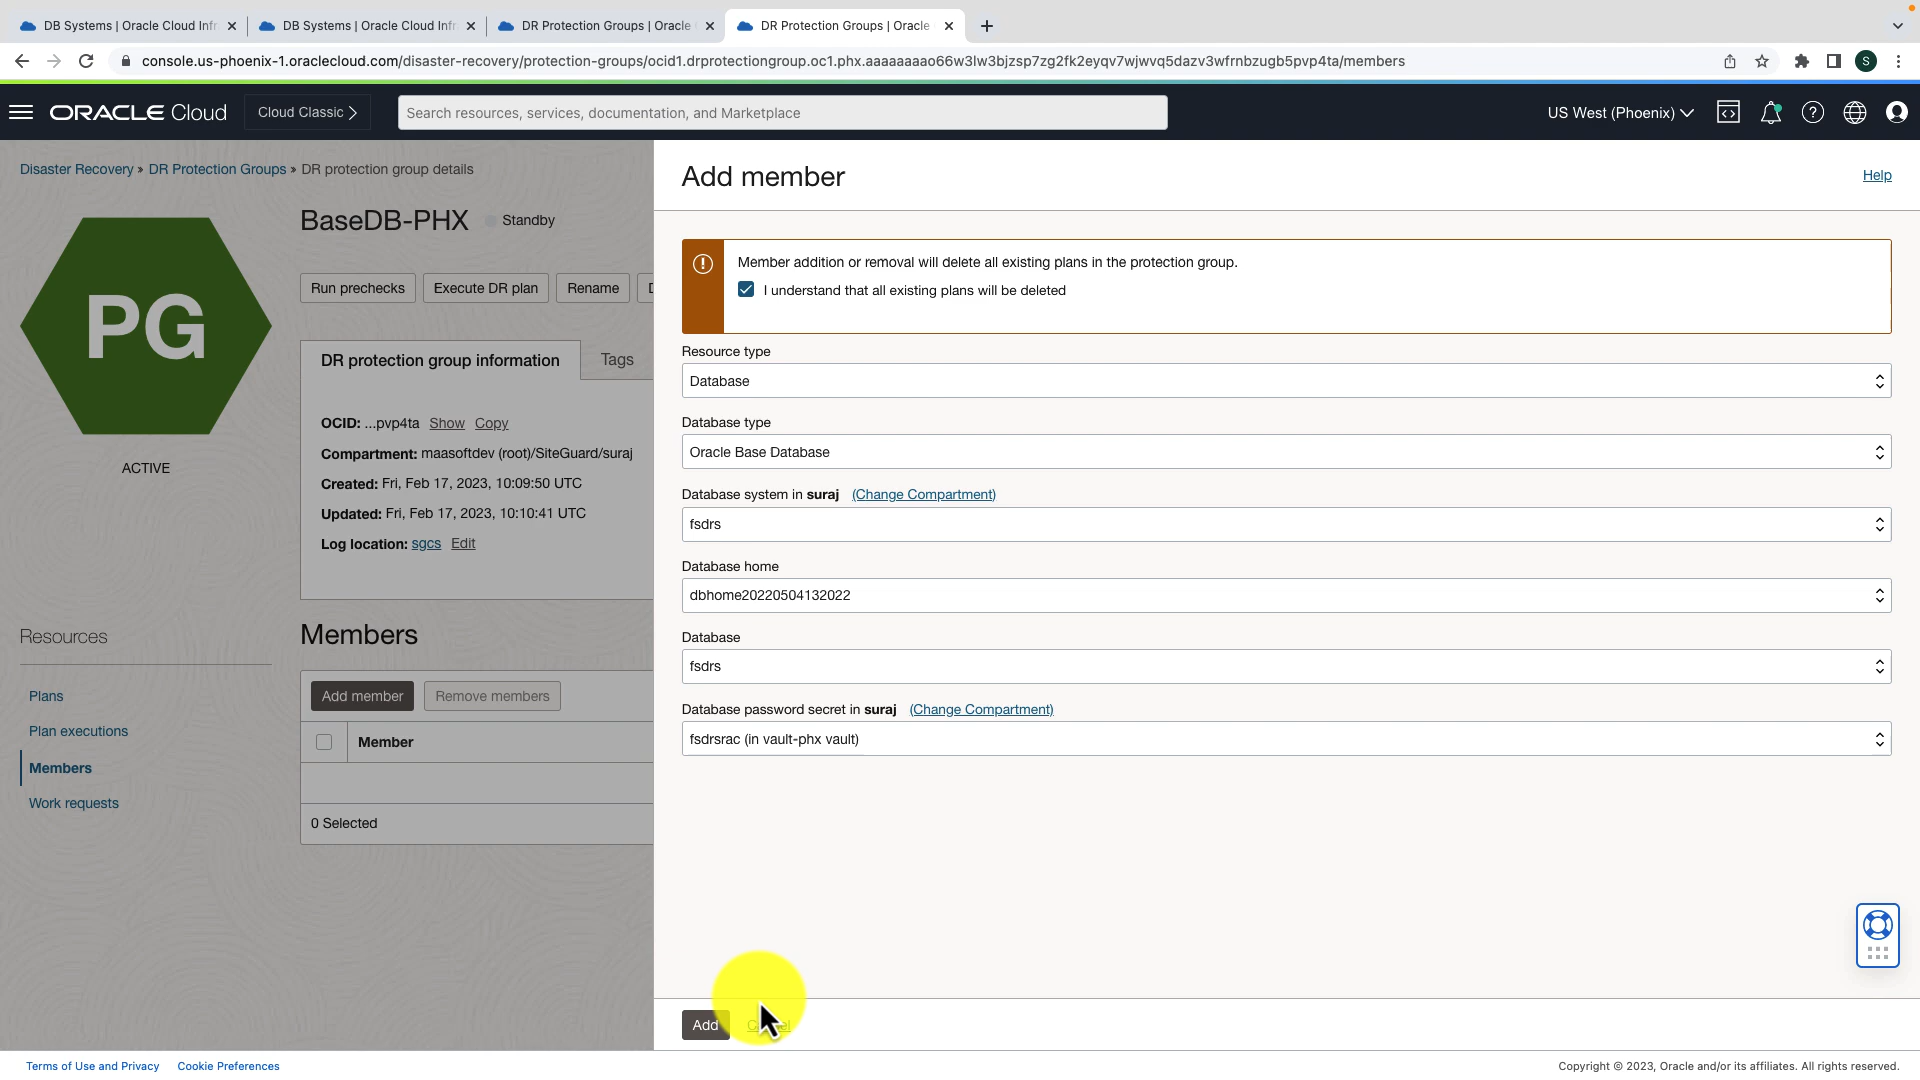 DB Systems | Oracle Cloud Infr
DB Systems | Oracle Cloud Infr
DR Protection Groups | Oracle
DR Protection Groups | Oracle
console.us-phoenix-1.oraclecloud.com/disaster-recovery/protection-groups/ocid1.drprotectiongroup.oc1.phx.aaaaaaaao66w3lw3bjzsp7zg2fk2eyqv7wjwvq5dazv3wfrnbzugb5pvp4ta/members
S
ORACLE Cloud
Cloud Classic
Search resources, services, documentation, and Marketplace
US West (Phoenix)
Disaster Recovery » DR Protection Groups » DR protection group details
PG
ACTIVE
BaseDB-PHX
Standby
Run prechecks
Execute DR plan
Rename
DR protection group information
Tags
OCID: ...pvp4ta Show Copy
Compartment: maasoftdev (root)/SiteGuard/suraj
Created: Fri, Feb 17, 2023, 10:09:50 UTC
Updated: Fri, Feb 17, 2023, 10:10:41 UTC
Log location: sgcs Edit
Resources
Plans
Plan executions
Members
Work requests
Members
Add member
Remove members
Member
0 Selected
Add member
Help
Member addition or removal will delete all existing plans in the protection group.
I understand that all existing plans will be deleted
Resource type
Database
Database type
Oracle Base Database
Database system in suraj (Change Compartment)
fsdrs
Database home
dbhome20220504132022
Database
fsdrs
Database password secret in suraj (Change Compartment)
fsdrsrac (in vault-phx vault)
Add
Terms of Use and Privacy
Cookie Preferences
Copyright © 2023, Oracle and/or its affiliates. All rights reserved.